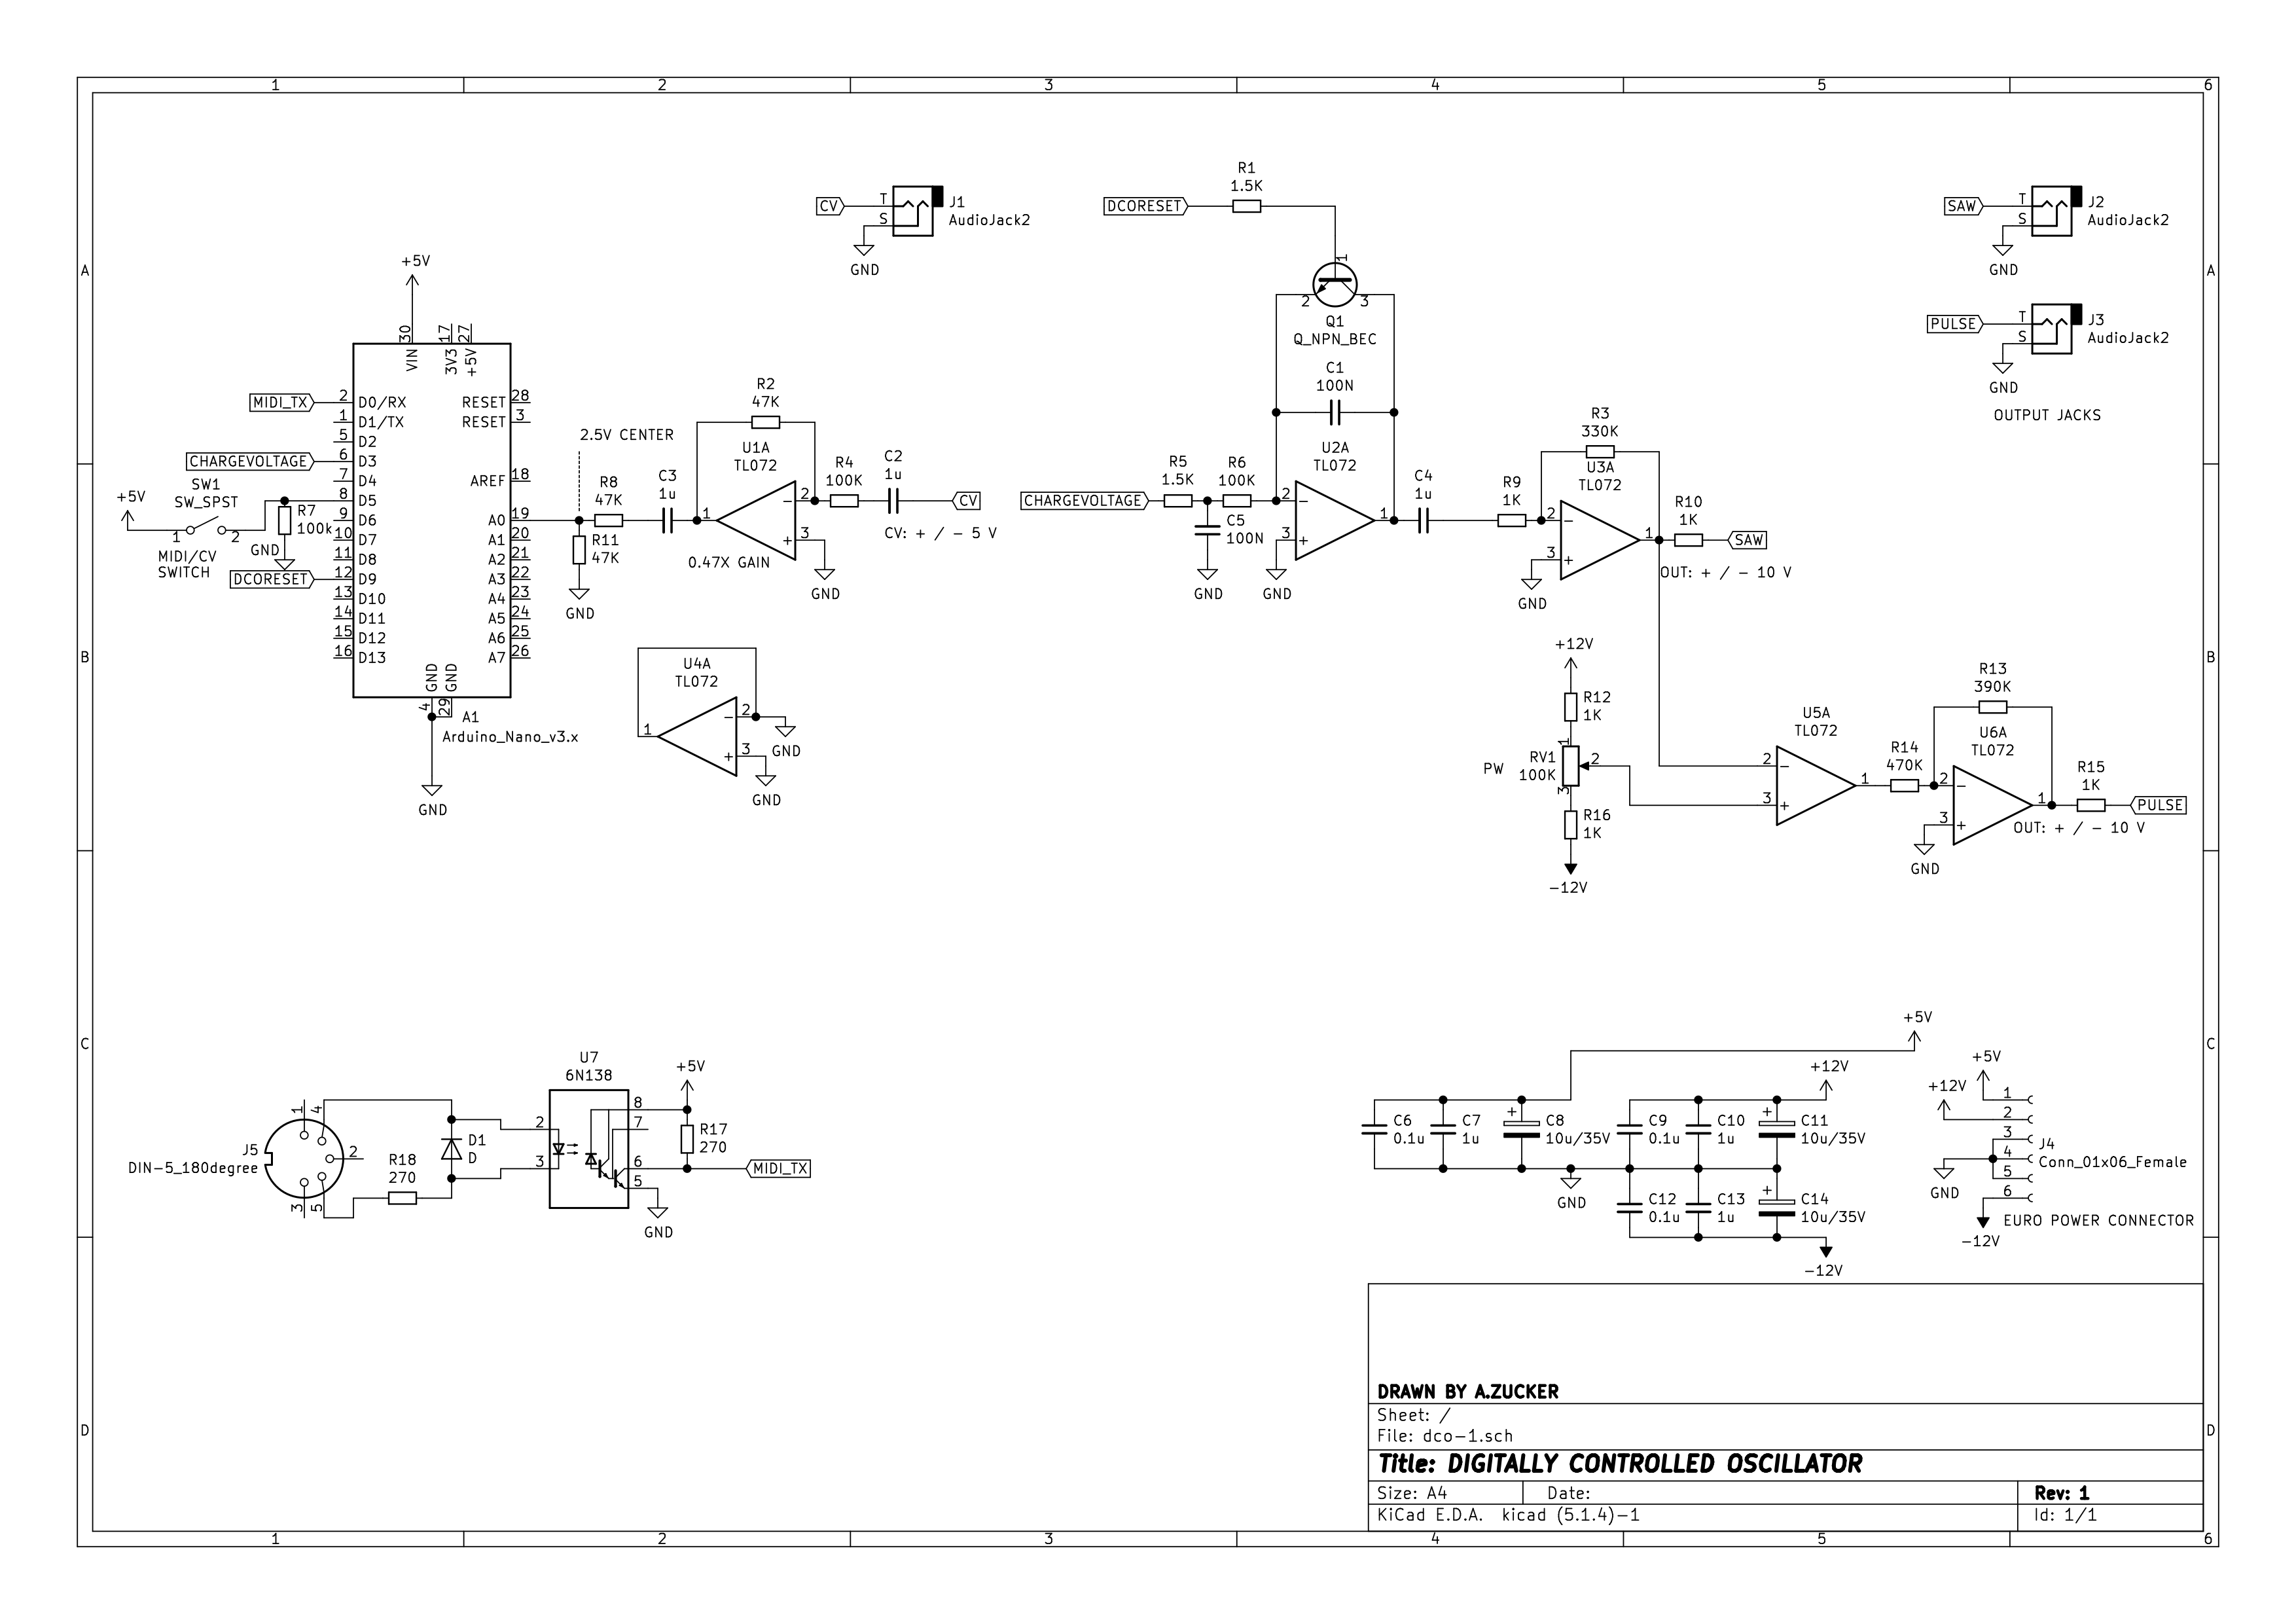 1 2 3 4 5 6
A
B
C
D
A
B
C
D
1 2 3 4 5 6
+5V
30
VIN
17
3V3
27
+5V
MIDI_TX
2 D0/RX
1 D1/TX
5 D2
CHARGEVOLTAGE
6 D3
7 D4
8 D5
9 D6
10 D7
11 D8
DCORESET
12 D9
13 D10
14 D11
15 D12
16 D13
RESET 28
RESET 3
AREF 18
A0 19
A1 20
A2 21
A3 22
A4 23
A5 24
A6 25
A7 26
GND
GND
4
29
A1
Arduino_Nano_v3.x
GND
+5V
SW1
SW_SPST
1 2
MIDI/CV
SWITCH
R7
100k
GND
2.5V CENTER
R8
47K
R11
47K
GND
C3
1u
R2
47K
U1A
TL072
1
2
3
−
+
0.47X GAIN
GND
R4
100K
C2
1u
CV
CV: + / − 5 V
CV
T
S
J1
AudioJack2
GND
U4A
TL072
1
2
3
−
+
GND
GND
DCORESET
R1
1.5K
1
2
3
Q1
Q_NPN_BEC
C1
100N
U2A
TL072
CHARGEVOLTAGE
R5
1.5K
R6
100K
C5
100N
GND
2
3
−
+
1
GND
C4
1u
R9
1K
R3
330K
U3A
TL072
2
3
−
+
1
GND
R10
1K
SAW
OUT: + / − 10 V
SAW
T
S
J2
AudioJack2
GND
PULSE
T
S
J3
AudioJack2
GND
OUTPUT JACKS
+12V
R12
1K
PW
RV1
100K
1
2
3
R16
1K
−12V
U5A
TL072
2
3
−
+
1
R14
470K
R13
390K
U6A
TL072
2
3
−
+
1
GND
R15
1K
PULSE
OUT: + / − 10 V
J5
DIN−5_180degree
1
4
2
3
5
R18
270
D1
D
U7
6N138
2
3
8
7
6
5
+5V
R17
270
MIDI_TX
GND
+5V
C6
0.1u
C7
1u
+
C8
10u/35V
+12V
C9
0.1u
C10
1u
+
C11
10u/35V
GND
C12
0.1u
C13
1u
+
C14
10u/35V
−12V
+5V
+12V
1
2
3
4
5
6
J4
Conn_01x06_Female
GND
EURO POWER CONNECTOR
−12V
DRAWN BY A.ZUCKER
Sheet: /
File: dco−1.sch
Title: DIGITALLY CONTROLLED OSCILLATOR
Size: A4 Date: Rev: 1
KiCad E.D.A. kicad (5.1.4)−1 Id: 1/1